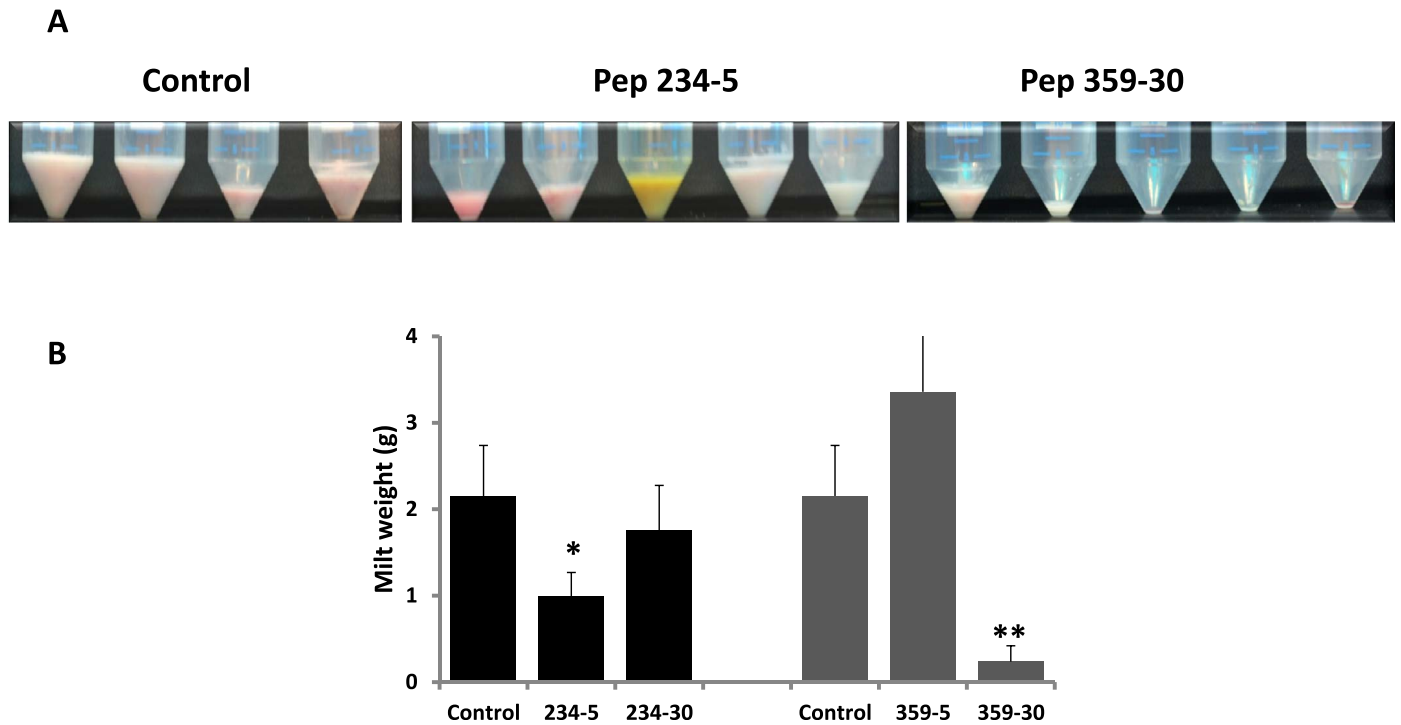 A
Control Pep 234-5 Pep 359-30
B
Milt weight (g)
4
3
2
1
0
*
**
Control 234-5 234-30 Control 359-5 359-30